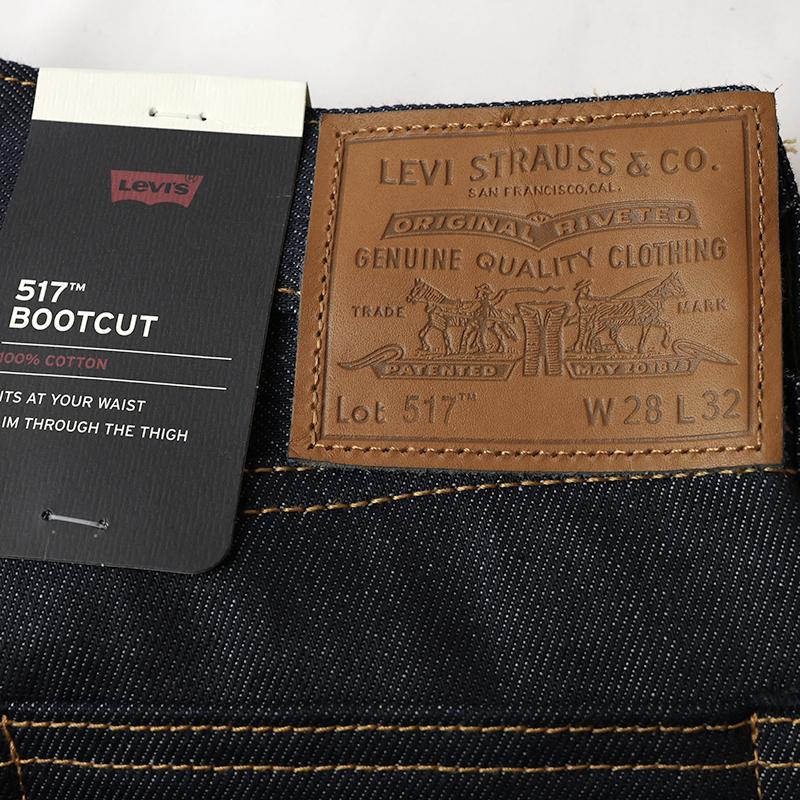 LEVI'S®
517™
BOOTCUT
100% COTTON
ITS AT YOUR WAIST
IM THROUGH THE THIGH
LEVI STRAUSS & CO.
SAN FRANCISCO, CAL.
ORIGINAL RIVETED
GENUINE QUALITY CLOTHING
TRADE MARK
PATENTED MAY 20 1873
Lot 517™ W 28 L 32